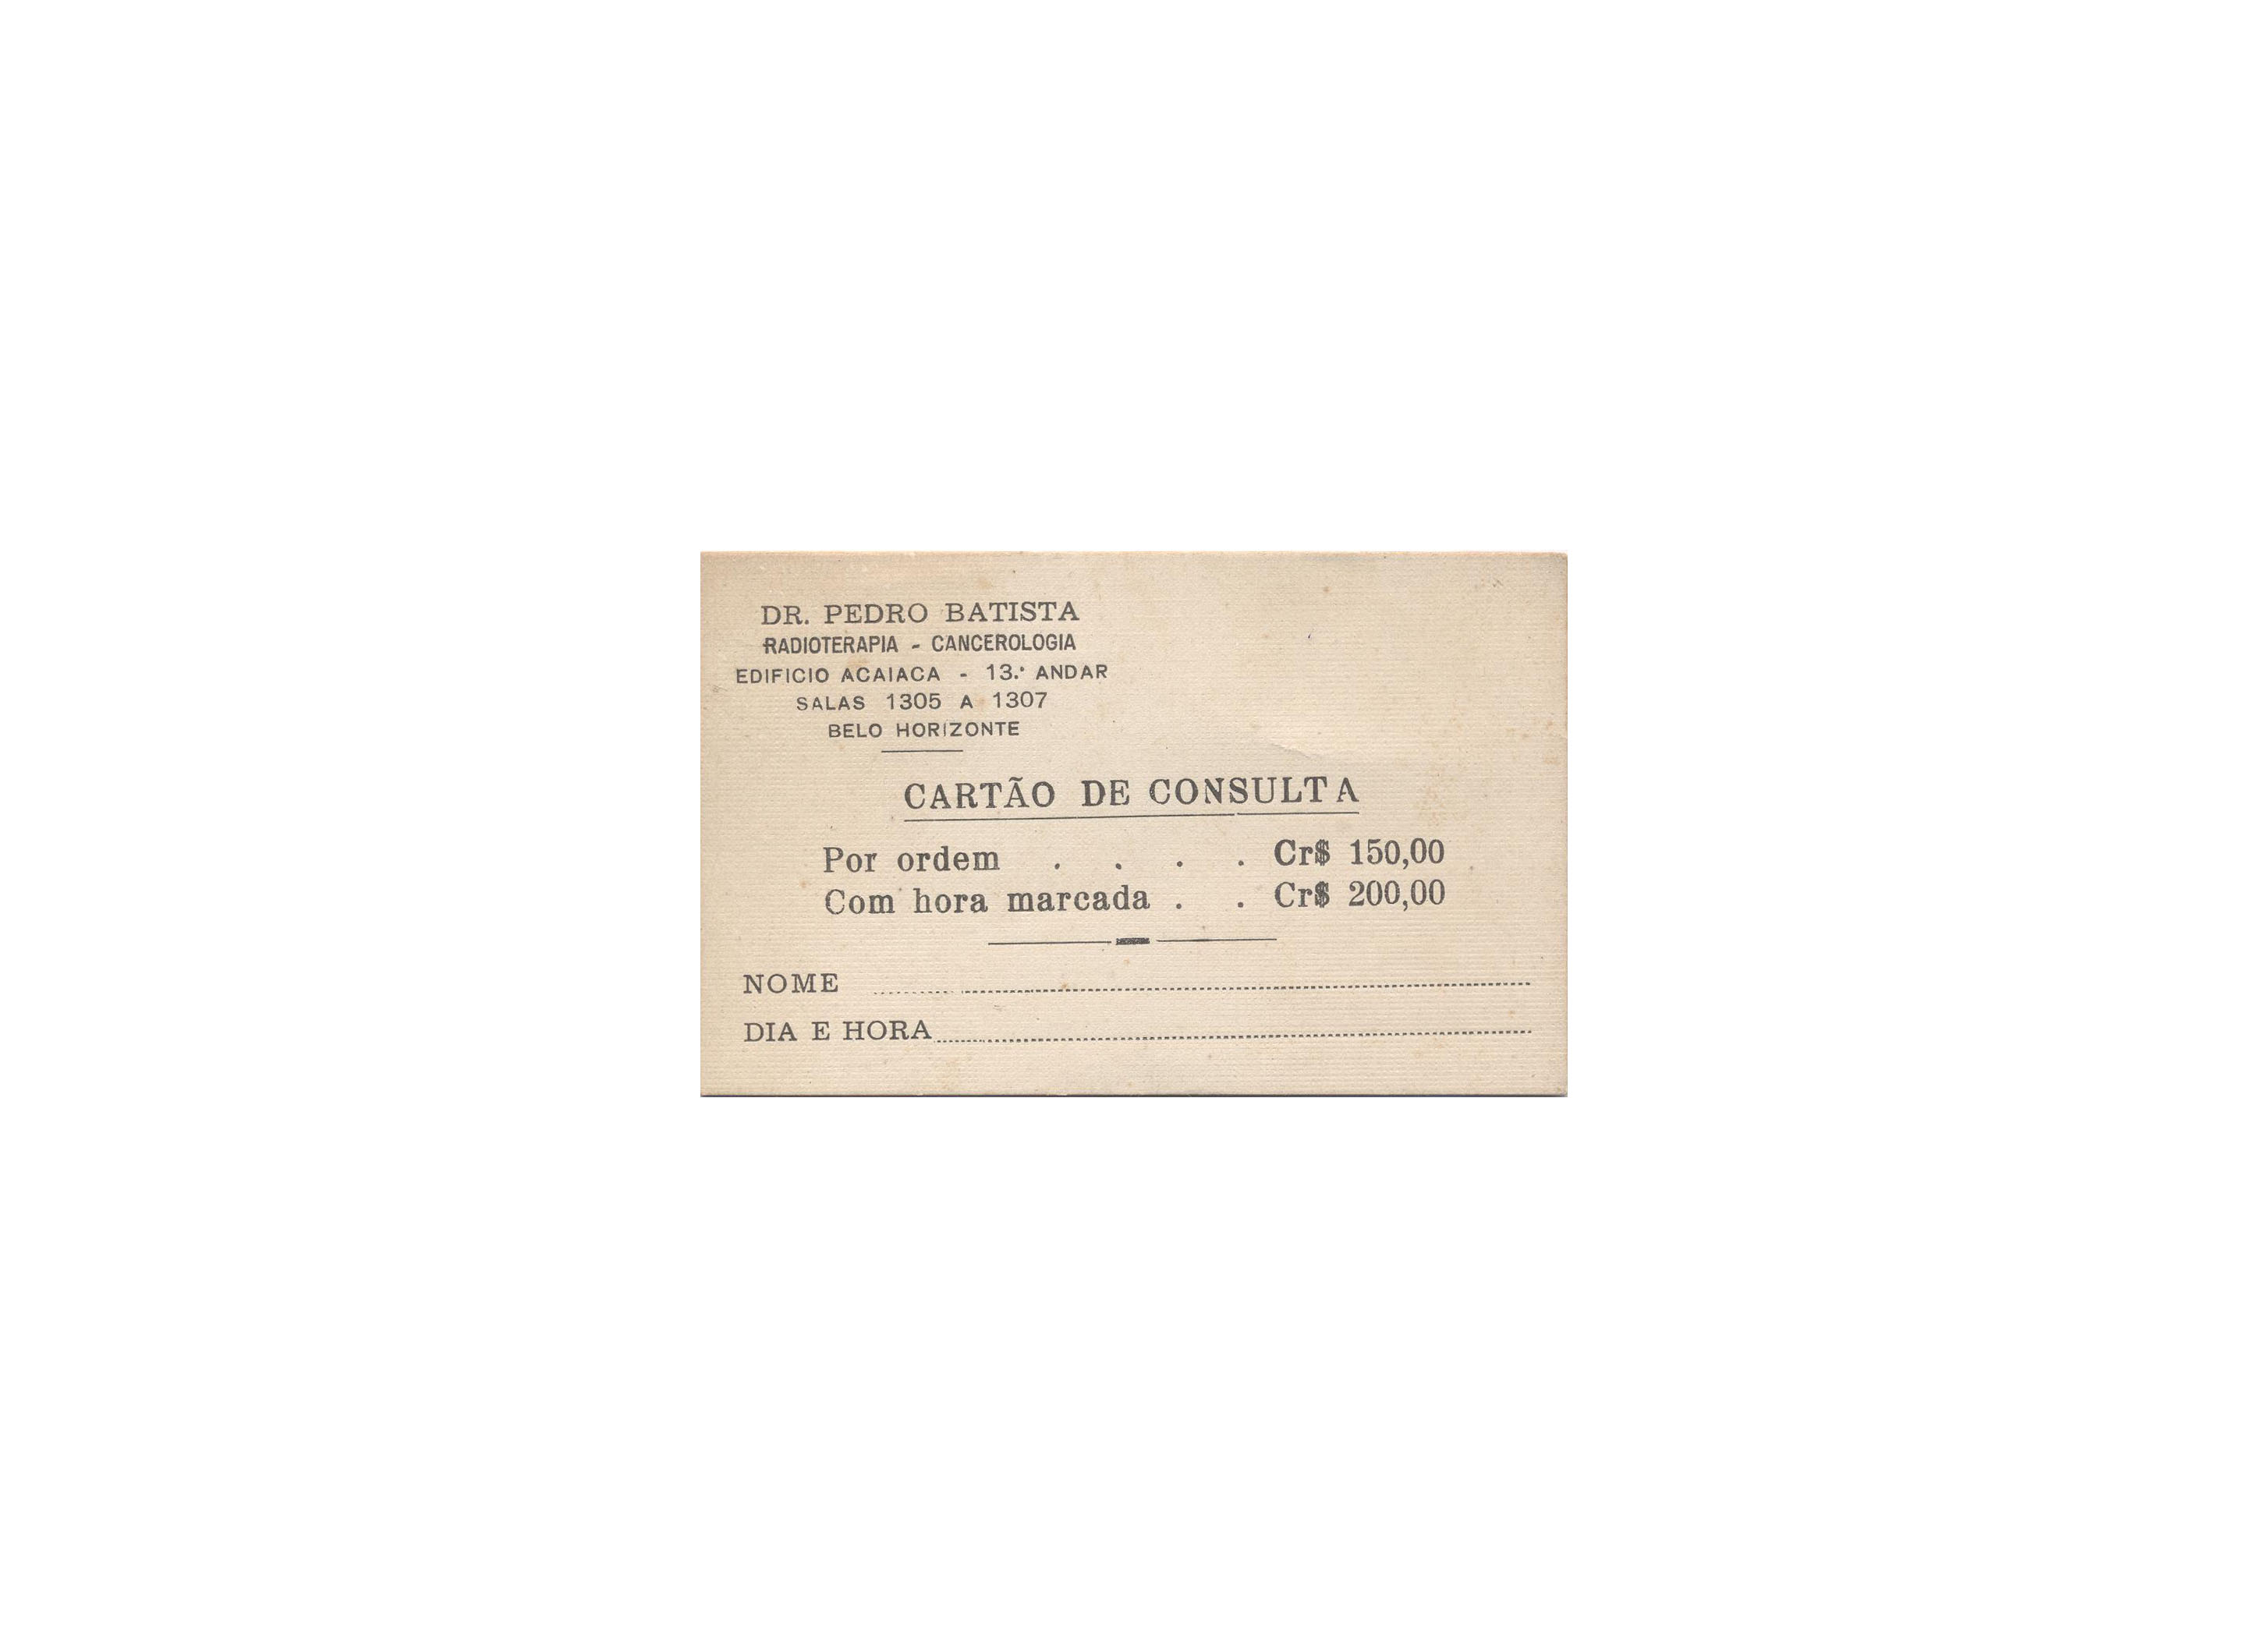 DR. PEDRO BATISTA
RADIOTERAPIA - CANCEROLOGIA
EDIFICIO ACAIACA - 13.º ANDAR
SALAS 1305 A 1307
BELO HORIZONTE
CARTÃO DE CONSULTA
Por ordem . . . . Cr$ 150,00
Com hora marcada . . Cr$ 200,00
NOME
DIA E HORA